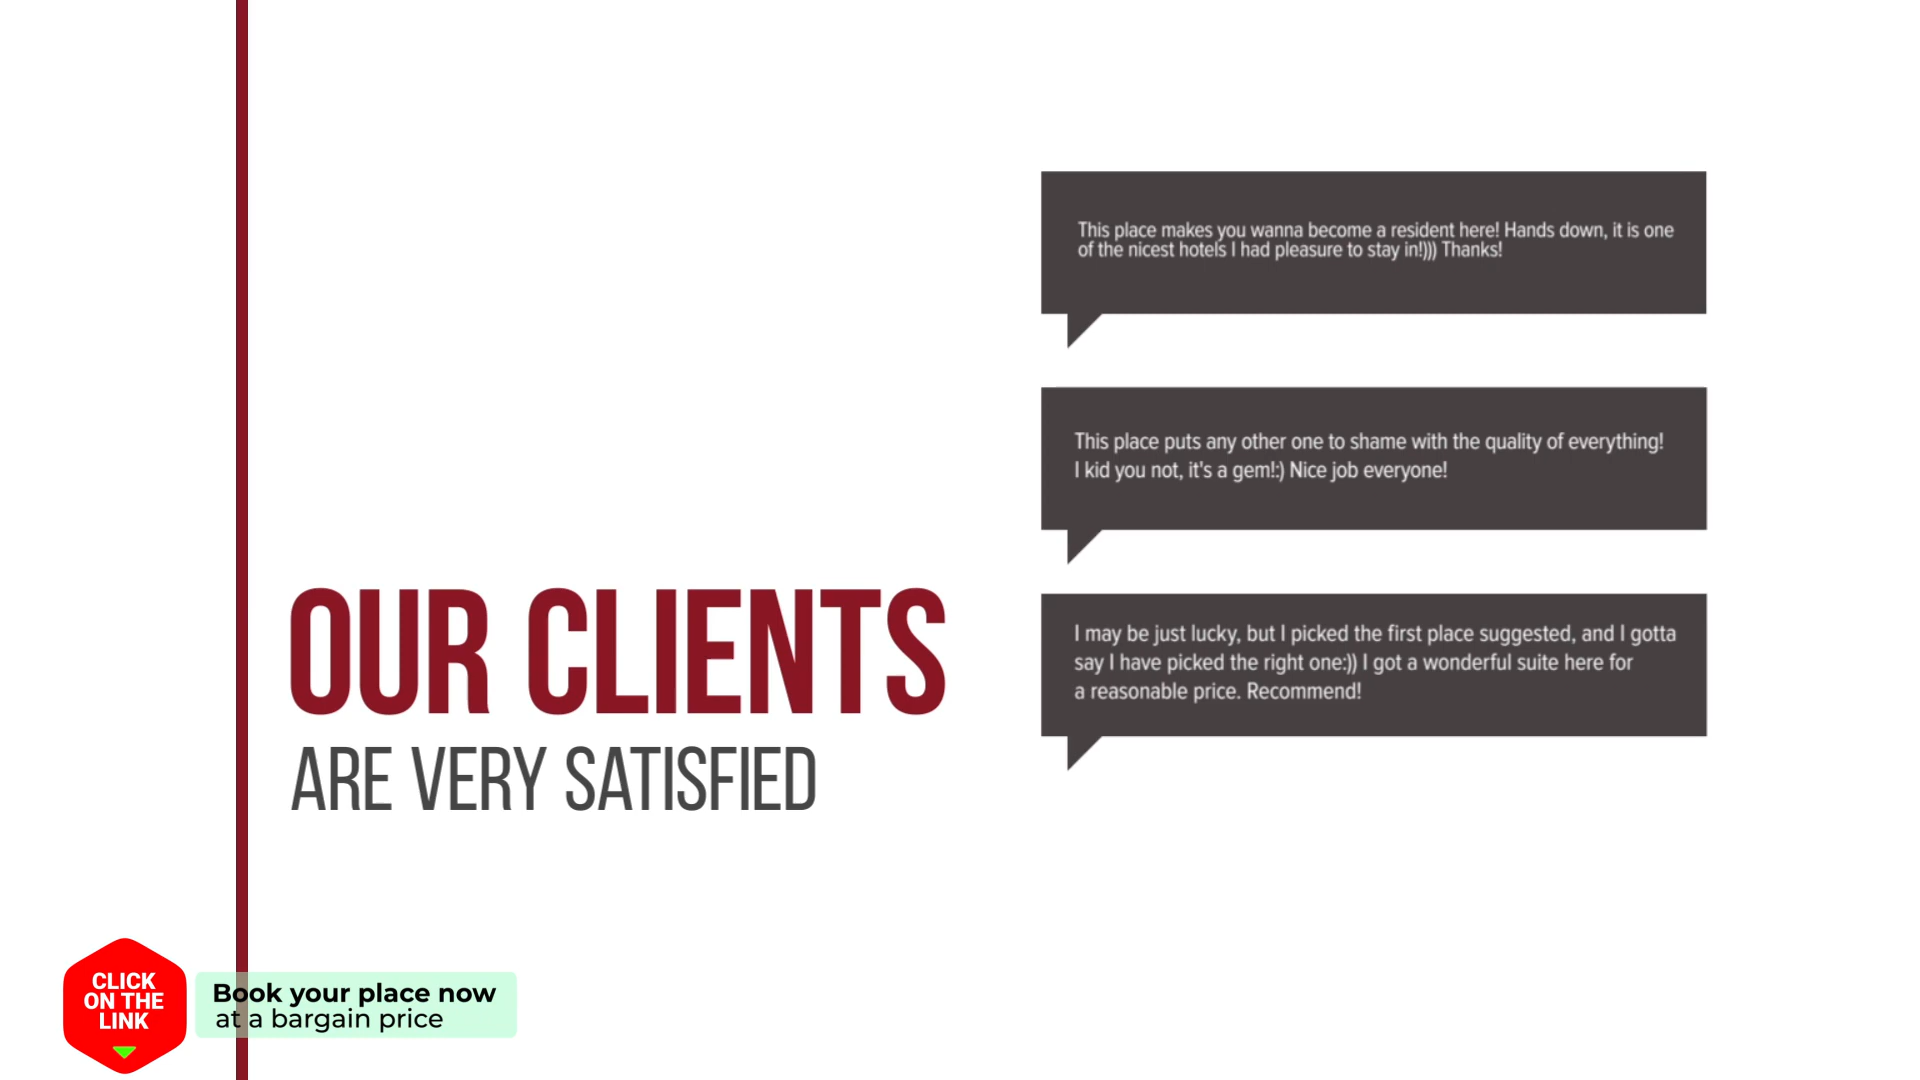 This place makes you wanna become a resident here! Hands down, it is one
of the nicest hotels I had pleasure to stay in!))) Thanks!
This place puts any other one to shame with the quality of everything!
I kid you not, it's a gem!:) Nice job everyone!
I may be just lucky, but I picked the first place suggested, and I gotta
say I have picked the right one:)) I got a wonderful suite here for
a reasonable price. Recommend!
OUR CLIENTS
ARE VERY SATISFIED
CLICK
ON THE
LINK
Book your place now
at a bargain price